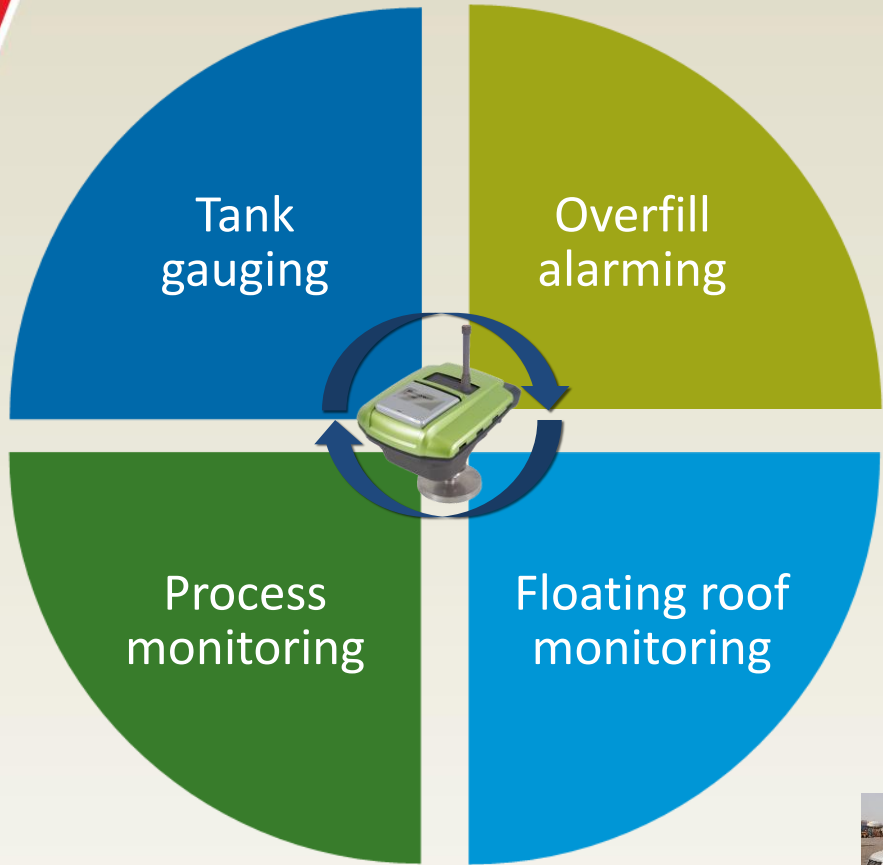 Tank
gauging
Overfill
alarming
Process
monitoring
Floating roof
monitoring